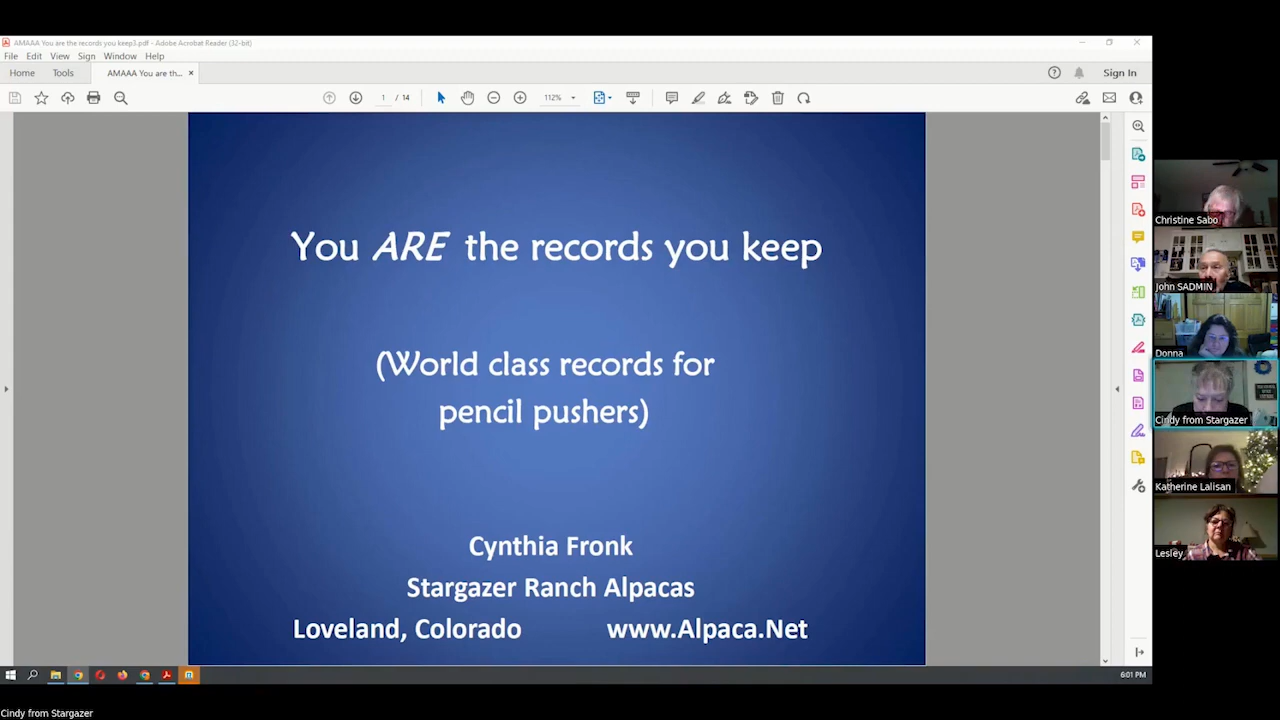 AMAAA You are the records you keep3.pdf - Adobe Acrobat Reader (32-bit)
File Edit View Sign Window Help
Home Tools AMAAA You are th... × Sign In
1 / 14 112%
You ARE the records you keep
(World class records for
pencil pushers)
Cynthia Fronk
Stargazer Ranch Alpacas
Loveland, Colorado www.Alpaca.Net
Christine Sabo
John SADMIN
Donna
Cindy from Stargazer
Katherine Lalisan
Lesley
6:01 PM
Cindy from Stargazer